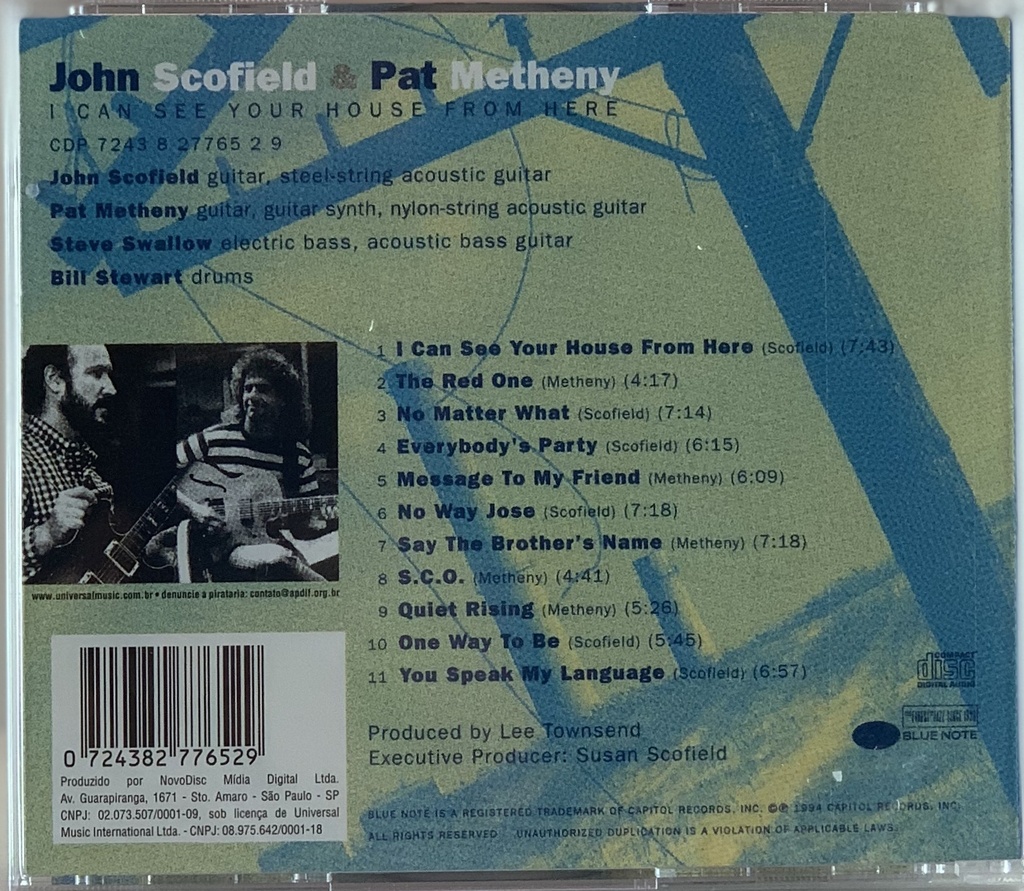 John Scofield & Pat Metheny
I CAN SEE YOUR HOUSE FROM HERE
CDP 7243 8 27765 2 9
John Scofield guitar, steel-string acoustic guitar
Pat Metheny guitar, guitar synth, nylon-string acoustic guitar
Steve Swallow electric bass, acoustic bass guitar
Bill Stewart drums
1 I Can See Your House From Here (Scofield) (7:43)
2 The Red One (Metheny) (4:17)
3 No Matter What (Scofield) (7:14)
4 Everybody's Party (Scofield) (6:15)
5 Message To My Friend (Metheny) (6:09)
6 No Way Jose (Scofield) (7:18)
7 Say The Brother's Name (Metheny) (7:18)
8 S.C.O. (Metheny) (4:41)
9 Quiet Rising (Metheny) (5:26)
10 One Way To Be (Scofield) (5:45)
11 You Speak My Language (Scofield) (6:57)
www.universalmusic.com.br • denuncie a pirataria: contato@apdif.org.br
0 724382 776529
Produzido por NovoDisc Mídia Digital Ltda.
Av. Guarapiranga, 1671 - Sto. Amaro - São Paulo - SP
CNPJ: 02.073.507/0001-09, sob licença de Universal
Music International Ltda. - CNPJ: 08.975.642/0001-18
Produced by Lee Townsend
Executive Producer: Susan Scofield
COMPACT
disc
DIGITAL AUDIO
BLUE NOTE
BLUE NOTE IS A REGISTERED TRADEMARK OF CAPITOL RECORDS, INC. ©℗ 1994 CAPITOL RECORDS, INC.
ALL RIGHTS RESERVED. UNAUTHORIZED DUPLICATION IS A VIOLATION OF APPLICABLE LAWS.